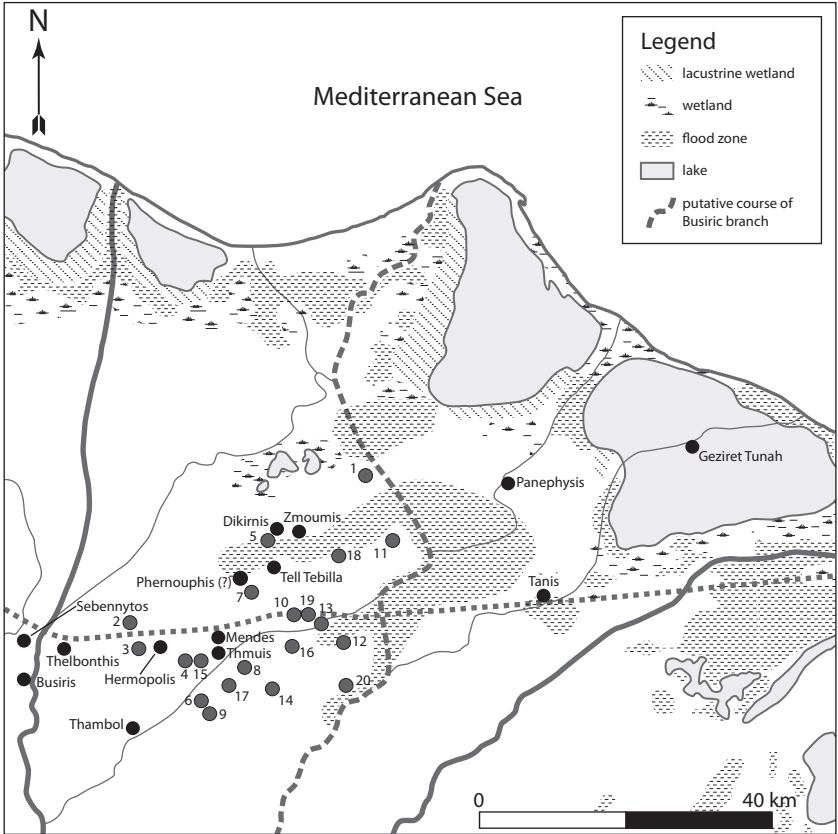 N
Mediterranean Sea
Legend
lacustrine wetland
wetland
flood zone
lake
putative course of
Busiric branch
Geziret Tunah
1
Panephysis
Dikirnis
Zmoumis
5
18
11
Phernouphis (?)
Tell Tebilla
7
Tanis
Sebennytos
2
10
19
13
Mendes
12
3
Thelbonthis
Hermopolis
4
15
Thmuis
16
8
Busiris
17
14
20
6
9
Thambol
0
40 km